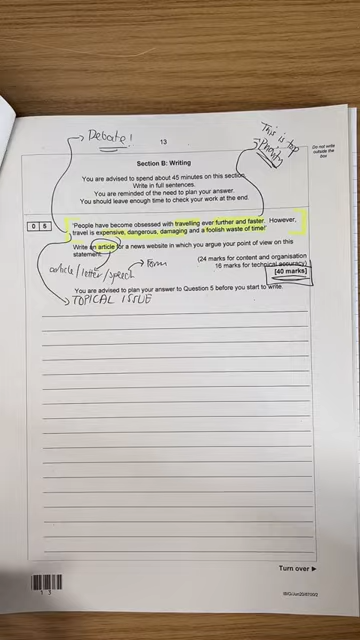 Debate!
This is top
Priority
13
Do not write
outside the
box
Section B: Writing
You are advised to spend about 45 minutes on this section.
Write in full sentences.
You are reminded of the need to plan your answer.
You should leave enough time to check your work at the end.
0 5
'People have become obsessed with travelling ever further and faster. However,
travel is expensive, dangerous, damaging and a foolish waste of time!'
Write an article for a news website in which you argue your point of view on this
statement.
(24 marks for content and organisation
16 marks for technical accuracy)
[40 marks]
article/letter/speech → Form
You are advised to plan your answer to Question 5 before you start to write.
TOPICAL ISSUE
Turn over ►
1 3